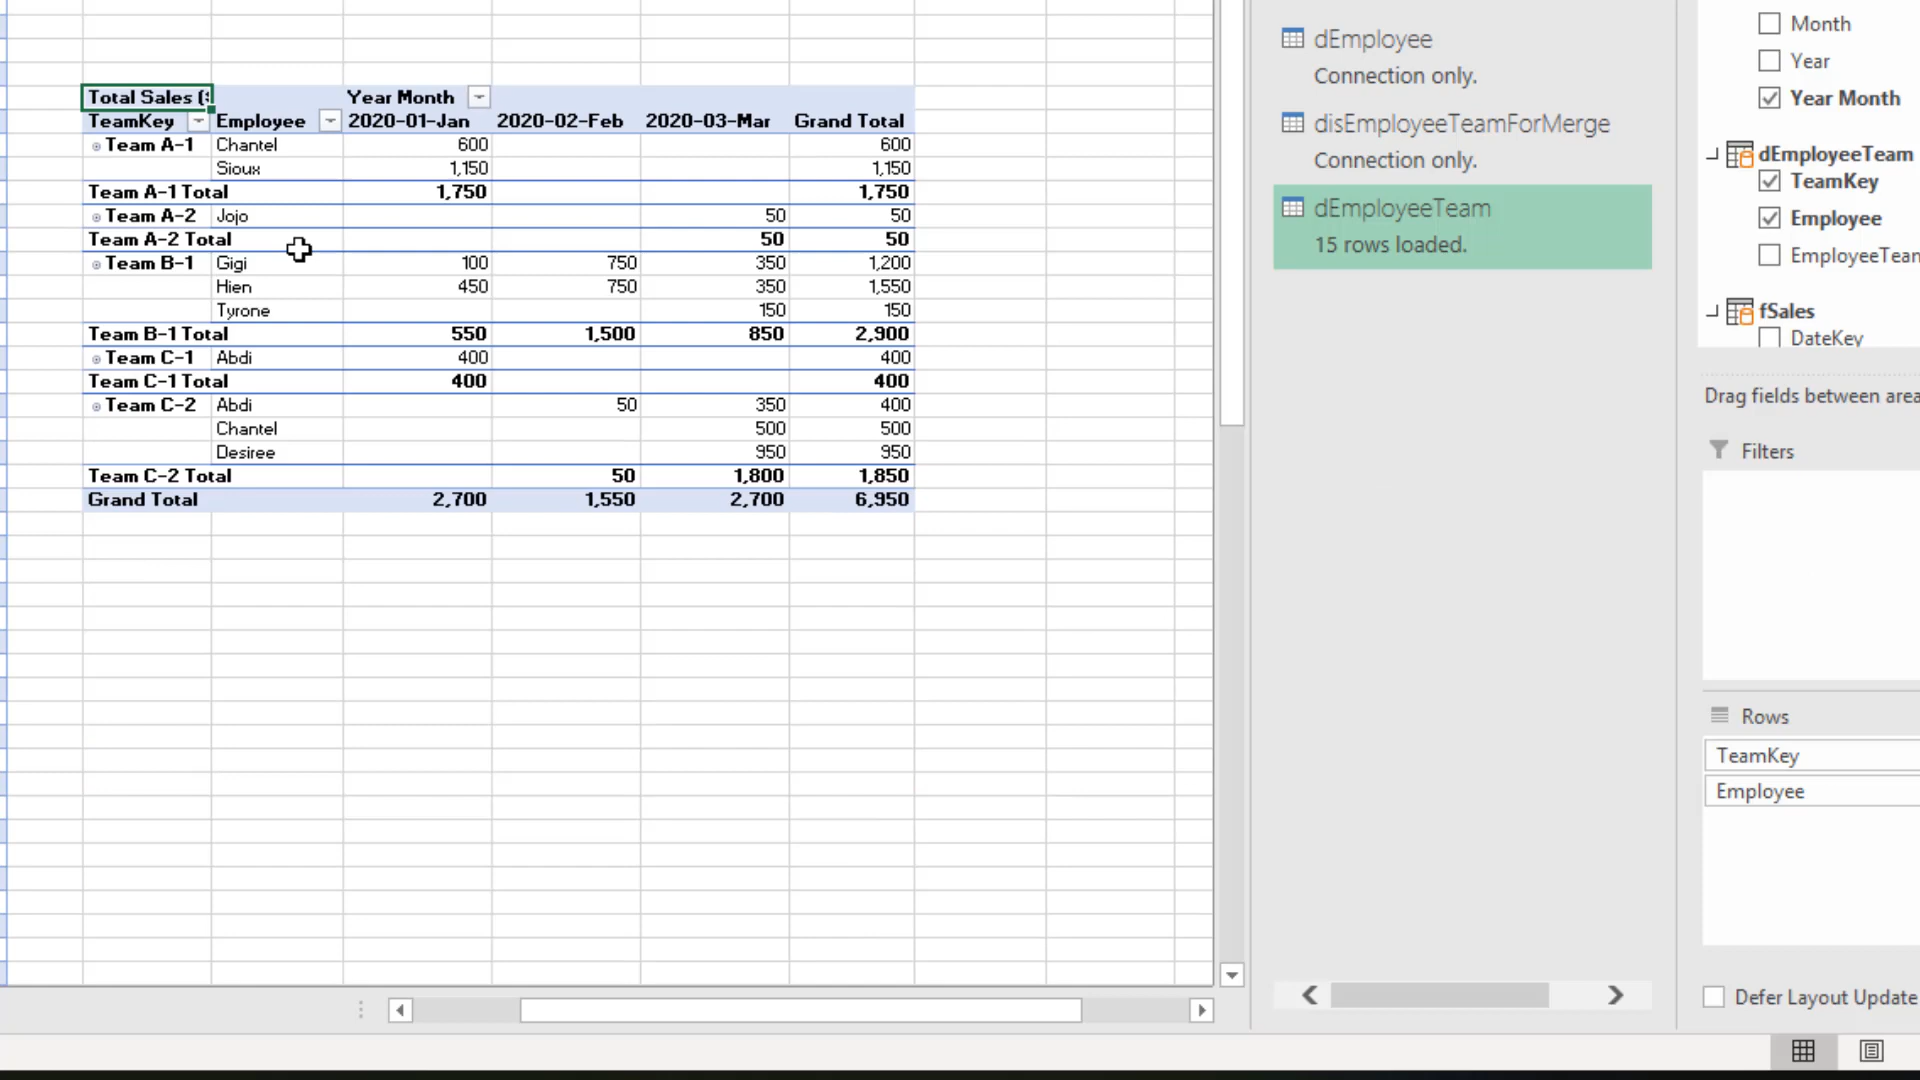 Total Sales (
Year Month
TeamKey Employee 2020-01-Jan 2020-02-Feb 2020-03-Mar Grand Total
Team A-1 Chantel 600 600
Sioux 1,150 1,150
Team A-1 Total 1,750 1,750
Team A-2 Jojo 50 50
Team A-2 Total 50 50
Team B-1 Gigi 100 750 350 1,200
Hien 450 750 350 1,550
Tyrone 150 150
Team B-1 Total 550 1,500 850 2,900
Team C-1 Abdi 400 400
Team C-1 Total 400 400
Team C-2 Abdi 50 350 400
Chantel 500 500
Desiree 950 950
Team C-2 Total 50 1,800 1,850
Grand Total 2,700 1,550 2,700 6,950
dEmployee
Connection only.
disEmployeeTeamForMerge
Connection only.
dEmployeeTeam
15 rows loaded.
Month
Year
Year Month
dEmployeeTeam
TeamKey
Employee
EmployeeTeam
fSales
DateKey
Drag fields between area
Filters
Rows
TeamKey
Employee
Defer Layout Update